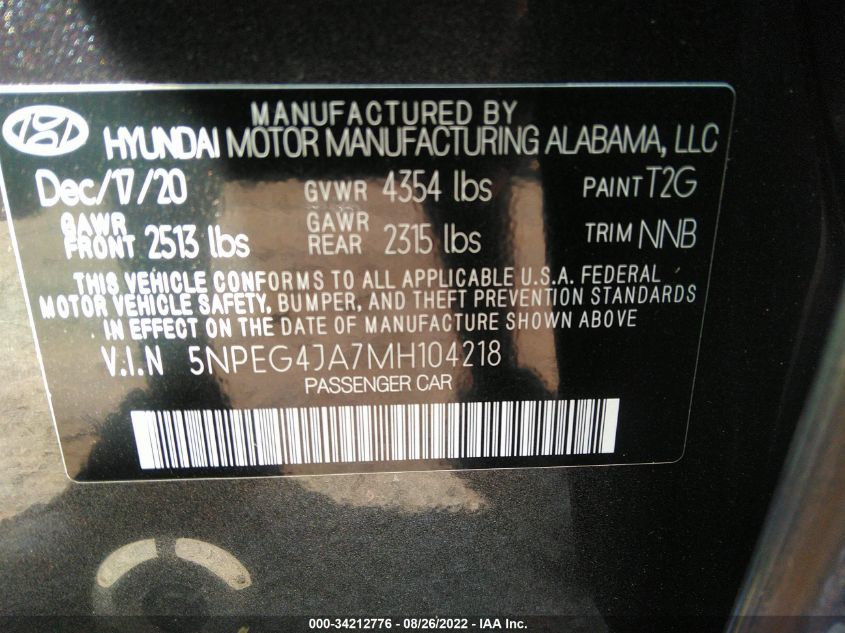 MANUFACTURED BY
HYUNDAI MOTOR MANUFACTURING ALABAMA, LLC
Dec/17/20 GVWR 4354 lbs PAINT T2G
GAWR FRONT 2513 lbs GAWR REAR 2315 lbs TRIM NNB
THIS VEHICLE CONFORMS TO ALL APPLICABLE U.S.A. FEDERAL
MOTOR VEHICLE SAFETY, BUMPER, AND THEFT PREVENTION STANDARDS
IN EFFECT ON THE DATE OF MANUFACTURE SHOWN ABOVE
V.I.N 5NPEG4JA7MH104218
PASSENGER CAR
000-34212776 - 08/26/2022 - IAA Inc.